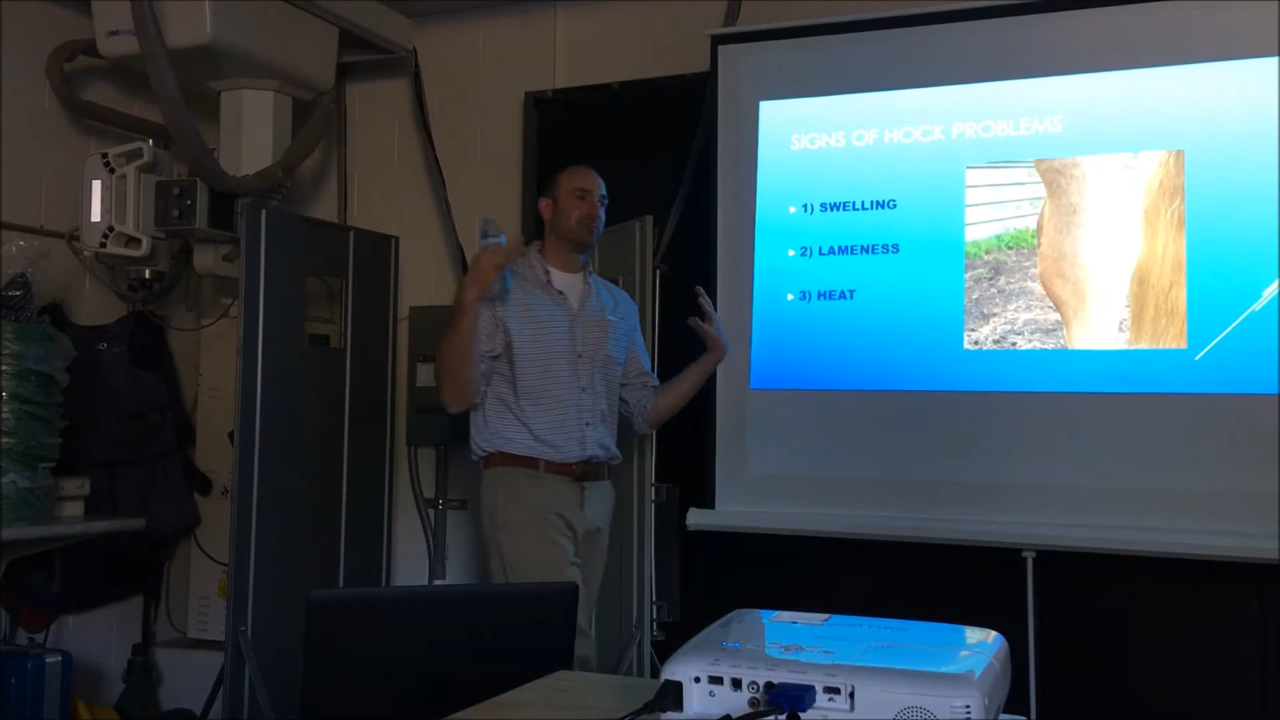 SIGNS OF HOCK PROBLEMS
1) SWELLING
2) LAMENESS
3) HEAT